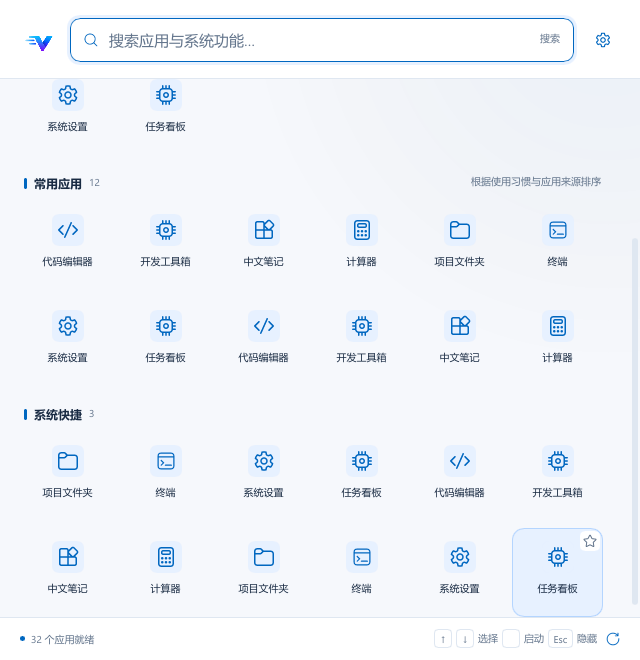 搜索应用与系统功能...
搜索
系统设置
任务看板
常用应用 12
根据使用习惯与应用来源排序
代码编辑器
开发工具箱
中文笔记
计算器
项目文件夹
终端
系统设置
任务看板
代码编辑器
开发工具箱
中文笔记
计算器
系统快捷 3
项目文件夹
终端
系统设置
任务看板
代码编辑器
开发工具箱
中文笔记
计算器
项目文件夹
终端
系统设置
任务看板
32 个应用就绪
↑ ↓ 选择 启动 Esc 隐藏